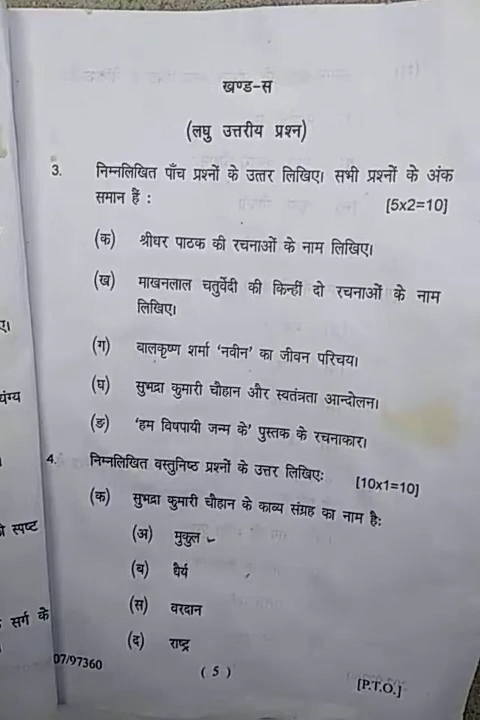 खण्ड-स
(लघु उत्तरीय प्रश्न)
3. निम्नलिखित पाँच प्रश्नों के उत्तर लिखिए। सभी प्रश्नों के अंक
समान हैं : [5x2=10]
(क) श्रीधर पाठक की रचनाओं के नाम लिखिए।
(ख) माखनलाल चतुर्वेदी की किन्हीं दो रचनाओं के नाम
लिखिए।
(ग) बालकृष्ण शर्मा ‘नवीन’ का जीवन परिचय।
(घ) सुभद्रा कुमारी चौहान और स्वतंत्रता आन्दोलन।
(ङ) ‘हम विषपायी जन्म के’ पुस्तक के रचनाकार।
4. निम्नलिखित वस्तुनिष्ठ प्रश्नों के उत्तर लिखिएः [10x1=10]
(क) सुभद्रा कुमारी चौहान के काव्य संग्रह का नाम हैः
(अ) मुकुल
(ब) धैर्य
(स) वरदान
(द) राष्ट्र
07/97360
( 5 )
[P.T.O.]
स्पष्ट
सर्ग के